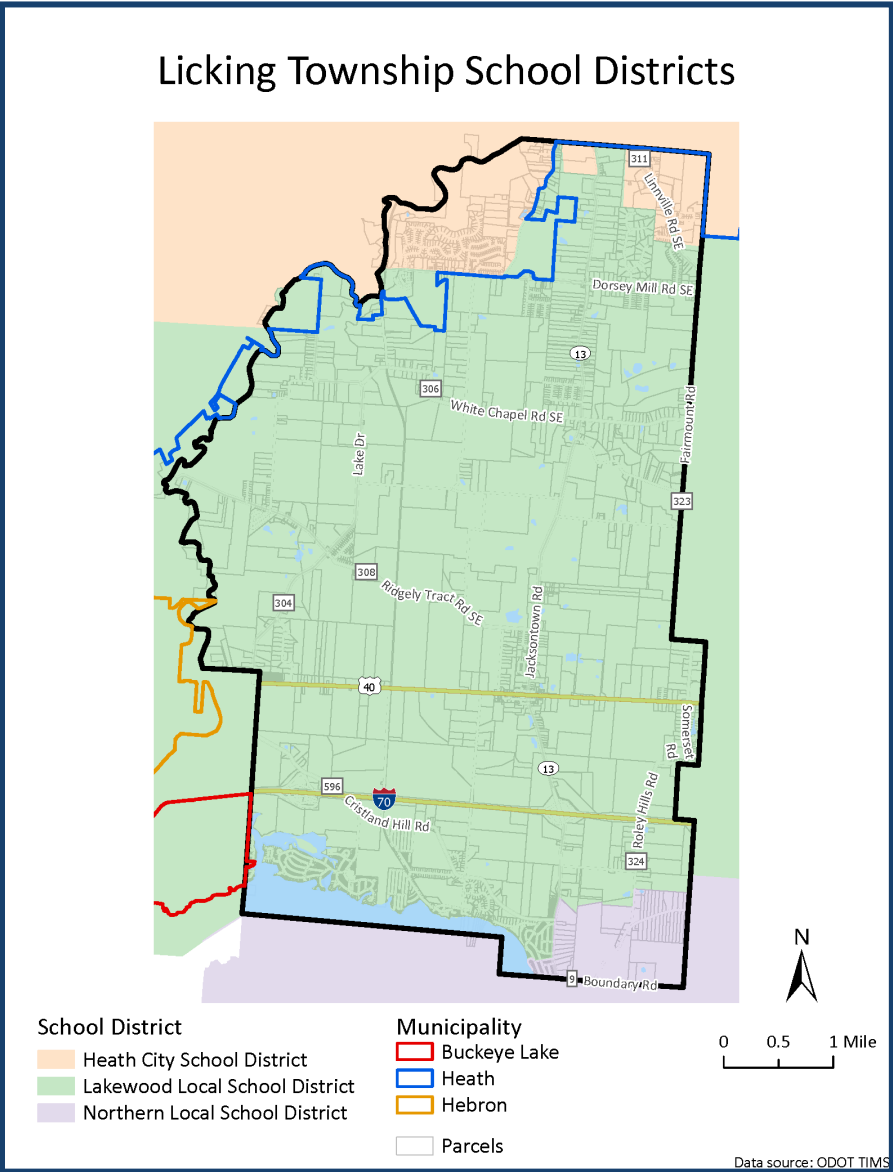 Licking Township School Districts
311
Linnville Rd SE
Dorsey Mill Rd SE
13
306
White Chapel Rd SE
Fairmount Rd
Lake Dr
323
308
Ridgely Tract Rd SE
304
Jacksontown Rd
40
Somerset Rd
13
596
70
Cristland Hill Rd
Roley Hills Rd
324
9
Boundary Rd
N
School District
Heath City School District
Lakewood Local School District
Northern Local School District
Municipality
Buckeye Lake
Heath
Hebron
Parcels
0 0.5 1 Mile
Data source: ODOT TIMS